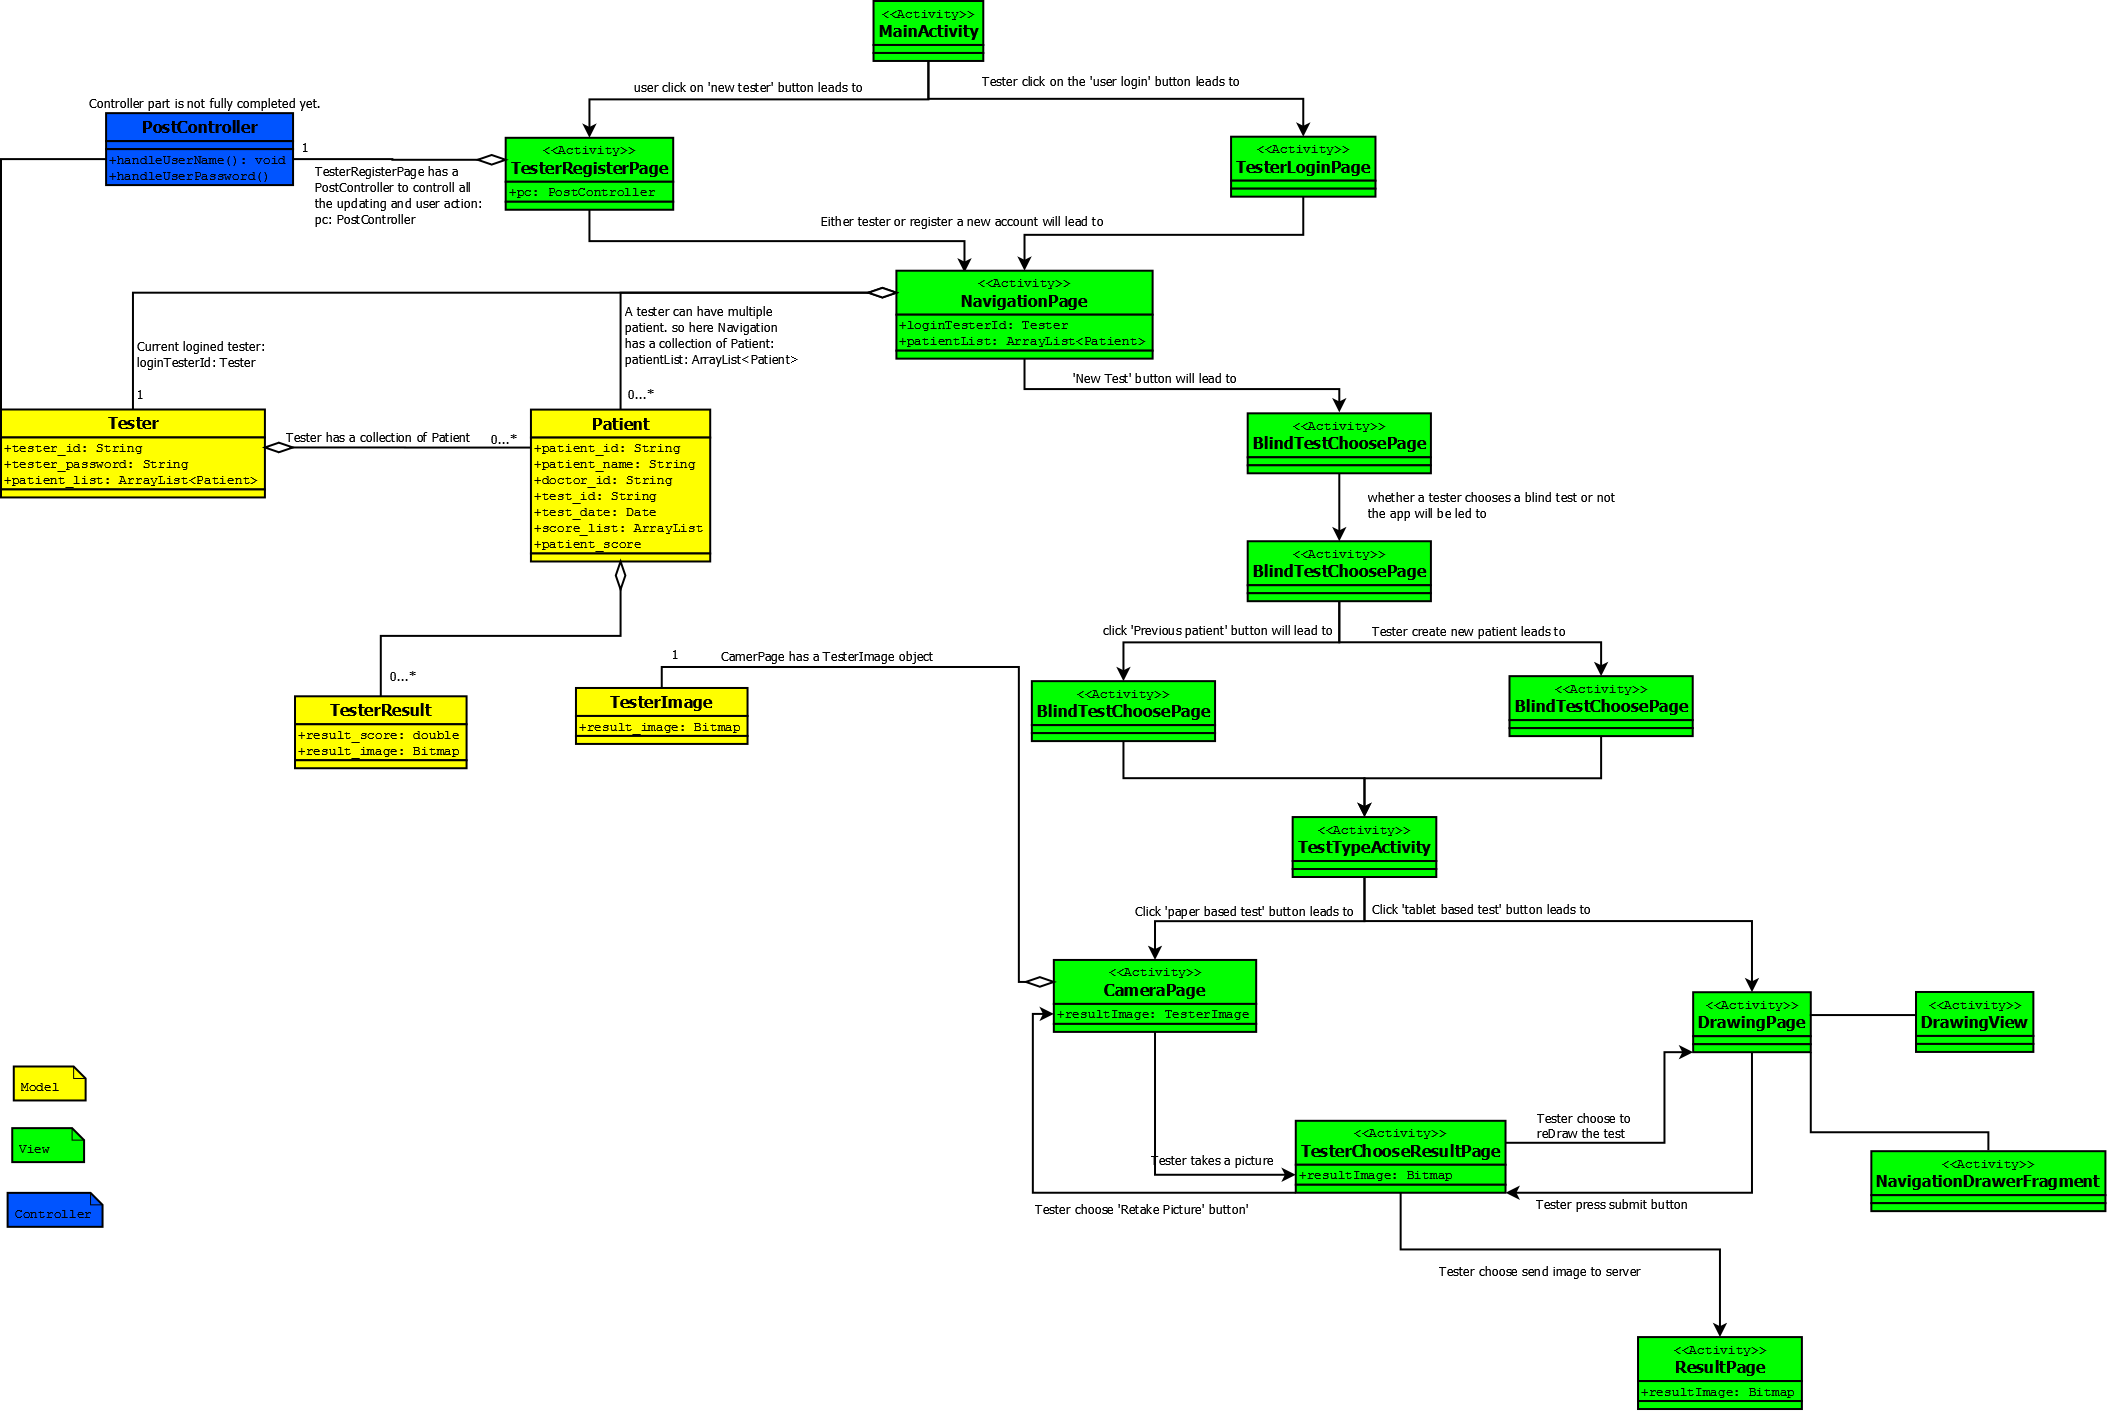 <<Activity>>
MainActivity
user click on 'new tester' button leads to
Tester click on the 'user login' button leads to
Controller part is not fully completed yet.
PostController
+handleUserName(): void
+handleUserPassword()
1
TesterRegisterPage has a
PostController to controll all
the updating and user action:
pc: PostController
<<Activity>>
TesterRegisterPage
+pc: PostController
<<Activity>>
TesterLoginPage
Either tester or register a new account will lead to
<<Activity>>
NavigationPage
+loginTesterId: Tester
+patientList: ArrayList<Patient>
A tester can have multiple
patient. so here Navigation
has a collection of Patient:
patientList: ArrayList<Patient>
0...*
Current logined tester:
loginTesterId: Tester
1
'New Test' button will lead to
Tester
+tester_id: String
+tester_password: String
+patient_list: ArrayList<Patient>
Tester has a collection of Patient
0...*
Patient
+patient_id: String
+patient_name: String
+doctor_id: String
+test_id: String
+test_date: Date
+score_list: ArrayList
+patient_score
<<Activity>>
BlindTestChoosePage
whether a tester chooses a blind test or not
the app will be led to
<<Activity>>
BlindTestChoosePage
click 'Previous patient' button will lead to
Tester create new patient leads to
0...*
TesterResult
+result_score: double
+result_image: Bitmap
1
CamerPage has a TesterImage object
TesterImage
+result_image: Bitmap
<<Activity>>
BlindTestChoosePage
<<Activity>>
BlindTestChoosePage
<<Activity>>
TestTypeActivity
Click 'paper based test' button leads to
Click 'tablet based test' button leads to
<<Activity>>
CameraPage
+resultImage: TesterImage
<<Activity>>
DrawingPage
<<Activity>>
DrawingView
Model
View
Controller
Tester takes a picture
<<Activity>>
TesterChooseResultPage
+resultImage: Bitmap
Tester choose to
reDraw the test
<<Activity>>
NavigationDrawerFragment
Tester choose 'Retake Picture' button'
Tester press submit button
Tester choose send image to server
<<Activity>>
ResultPage
+resultImage: Bitmap